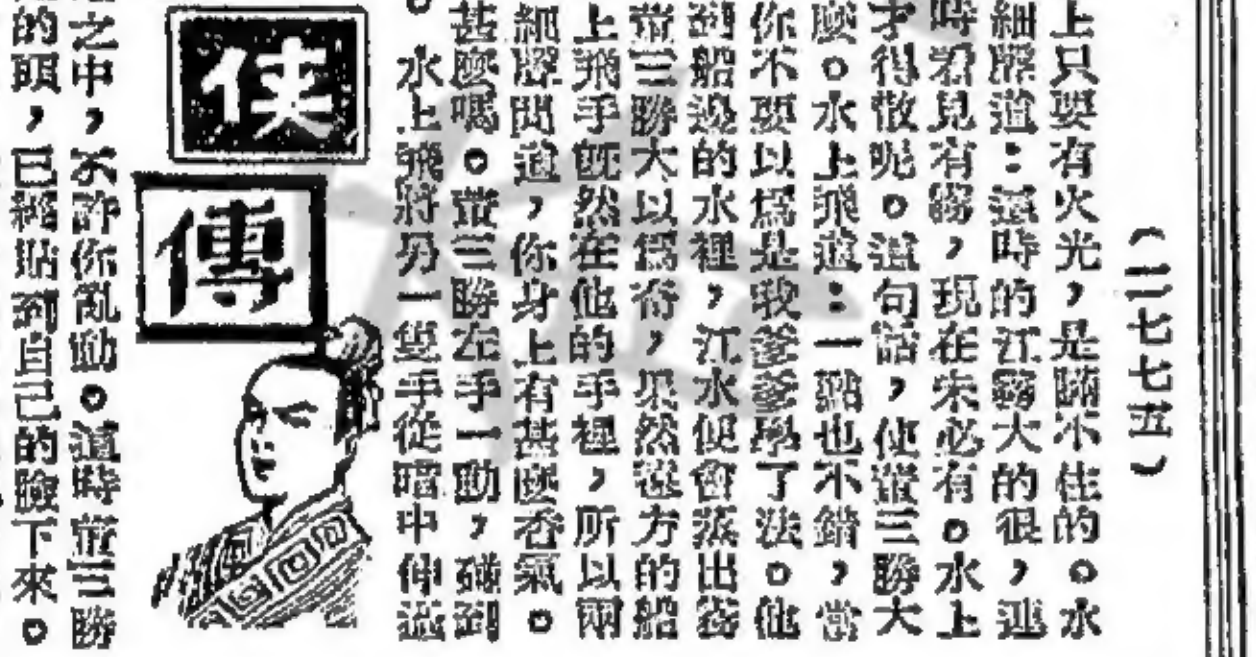 （二七七五）
上只要有火光，是瞞不住的。水
細聲道：這時的江霧大的很，連
時看見有霧，現在未必有。水上
才得散呢。這句話，使董三勝大
麼。水上飛道：一點也不錯，當
你不要以爲是我爹爹學了法。他
到船邊的水裡，江水便會蒸出霧
董三勝大以爲奇，果然這方的船
上飛手既然在他的手裡，所以兩
細聲問道，你身上有甚麼香氣。
甚麼嗎。董三勝左手一動，碰到
。水上飛將另一隻手從暗中伸過
俠
傳
之中，不許你亂動。這時董三勝
的頭，已經貼到自己的臉下來。